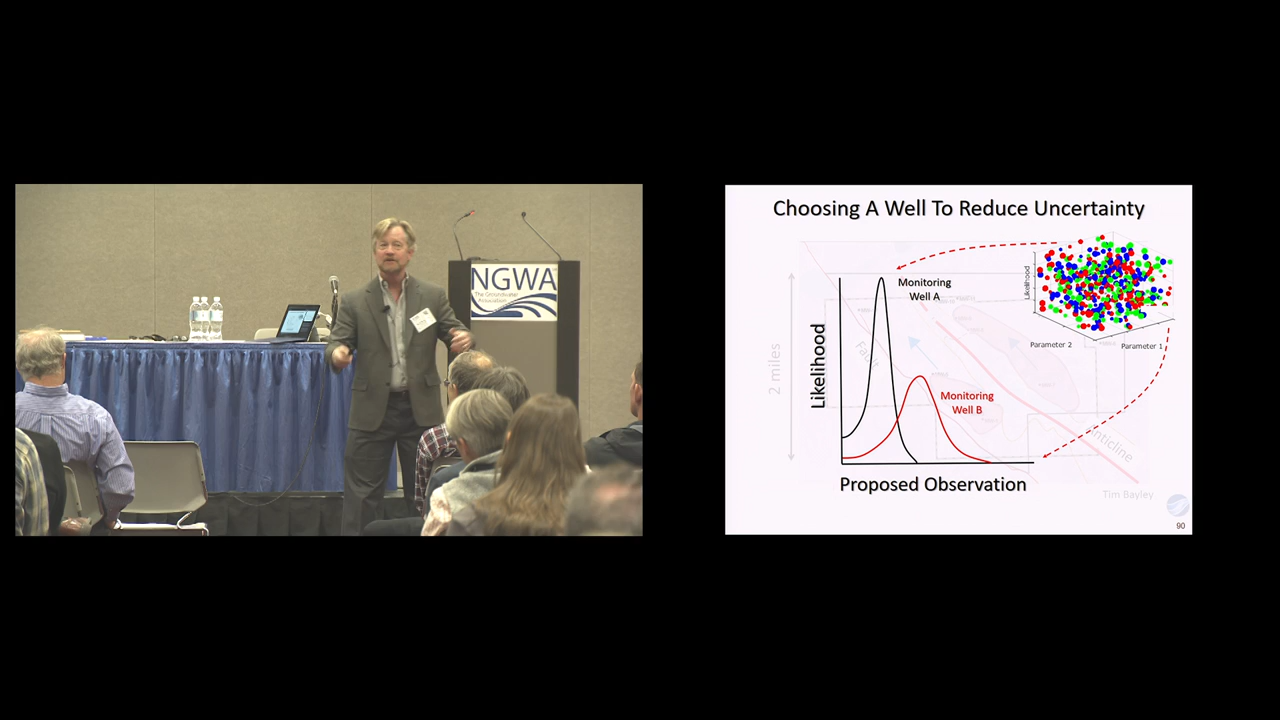 NGWA
The Groundwater
Association
Choosing A Well To Reduce Uncertainty
Monitoring
Well A
Likelihood
Parameter 2
Parameter 1
2 miles
Likelihood
Fault
Monitoring
Well B
Anticline
Proposed Observation
Tim Bayley
90